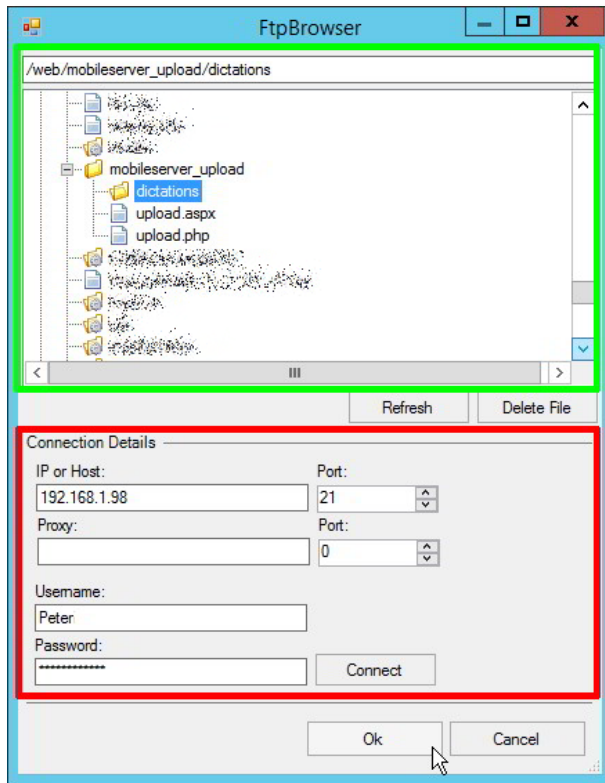 FtpBrowser
/web/mobileserver_upload/dictations
mobileserver_upload
dictations
upload.aspx
upload.php
Refresh Delete File
Connection Details
IP or Host: Port:
192.168.1.98 21
Proxy: Port:
0
Username:
Peter
Password:
************
Connect
Ok Cancel